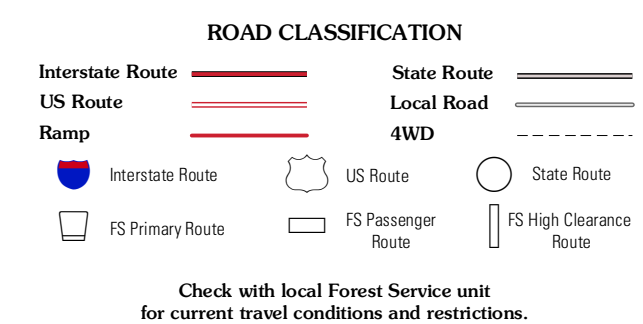 ROAD CLASSIFICATION
Interstate Route
State Route
US Route
Local Road
Ramp
4WD
Interstate Route
US Route
State Route
FS Primary Route
FS Passenger
Route
FS High Clearance
Route
Check with local Forest Service unit
for current travel conditions and restrictions.